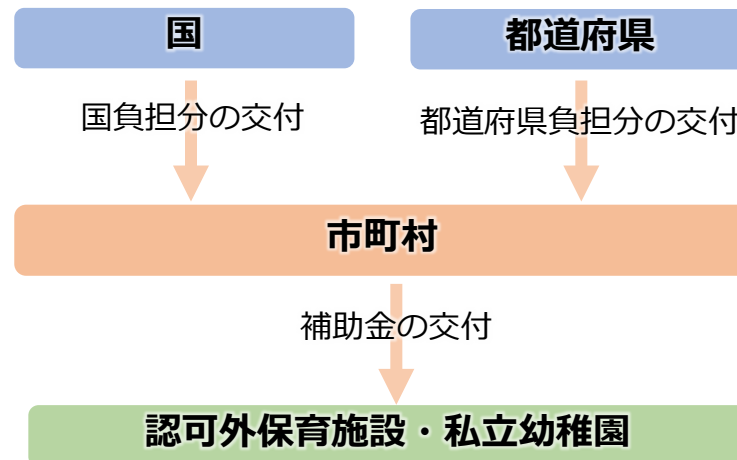 国
都道府県
国負担分の交付
都道府県負担分の交付
市町村
補助金の交付
認可外保育施設・私立幼稚園